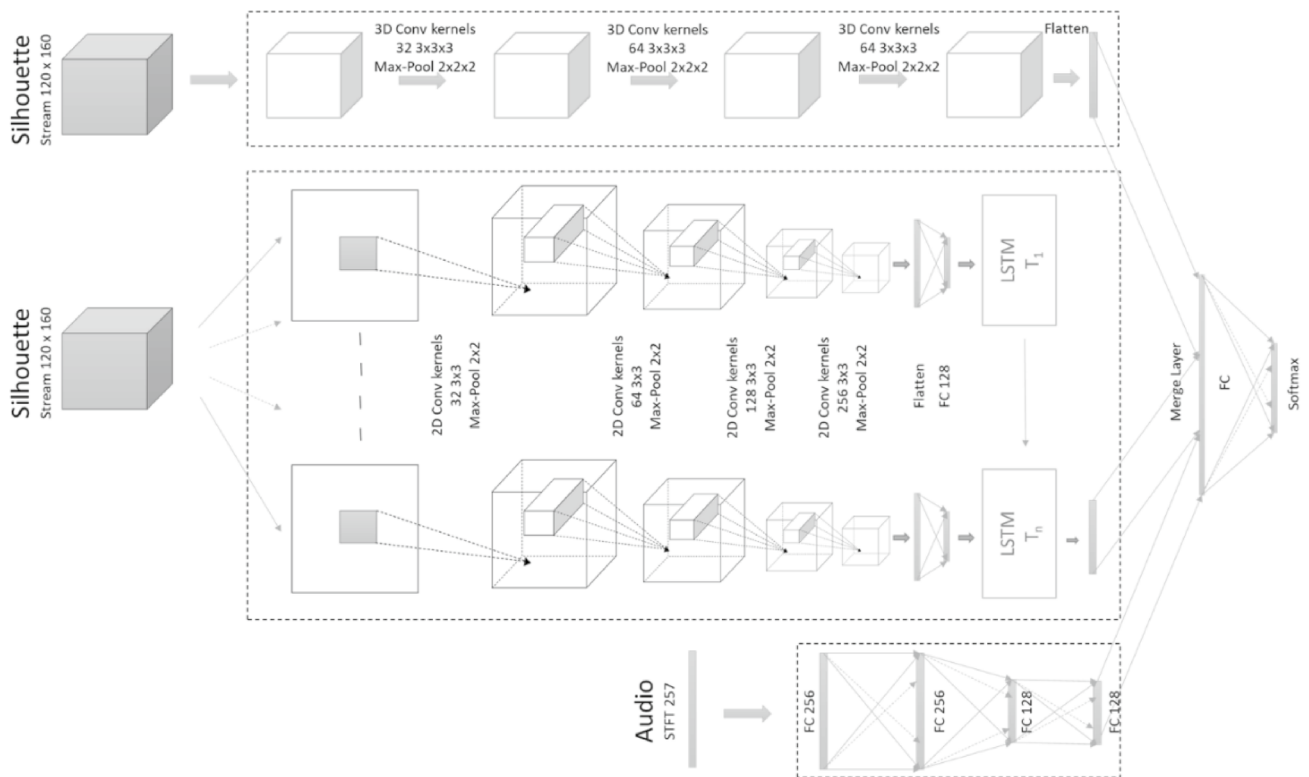 Silhouette
Stream 120 x 160
3D Conv kernels
32 3x3x3
Max-Pool 2x2x2
3D Conv kernels
64 3x3x3
Max-Pool 2x2x2
3D Conv kernels
64 3x3x3
Max-Pool 2x2x2
Flatten
Silhouette
Stream 120 x 160
2D Conv kernels
32 3x3
Max-Pool 2x2
2D Conv kernels
64 3x3
Max-Pool 2x2
2D Conv kernels
128 3x3
Max-Pool 2x2
2D Conv kernels
256 3x3
Max-Pool 2x2
Flatten
FC 128
LSTM
T1
LSTM
Tn
Merge Layer
FC
Softmax
Audio
STFT 257
FC 256
FC 256
FC 128
FC 128